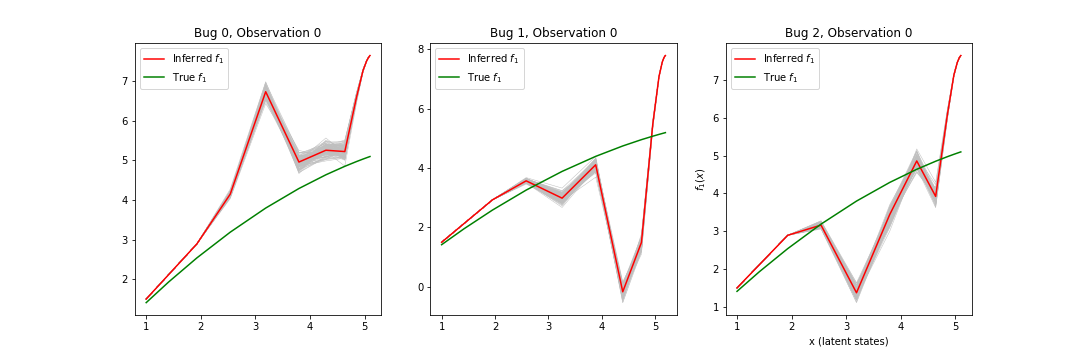 Bug 0, Observation 0
Inferred f₁
True f₁
7
6
5
4
3
2
1 2 3 4 5
Bug 1, Observation 0
Inferred f₁
True f₁
8
6
4
2
0
1 2 3 4 5
Bug 2, Observation 0
Inferred f₁
True f₁
f₁(x)
7
6
5
4
3
2
1
1 2 3 4 5
x (latent states)